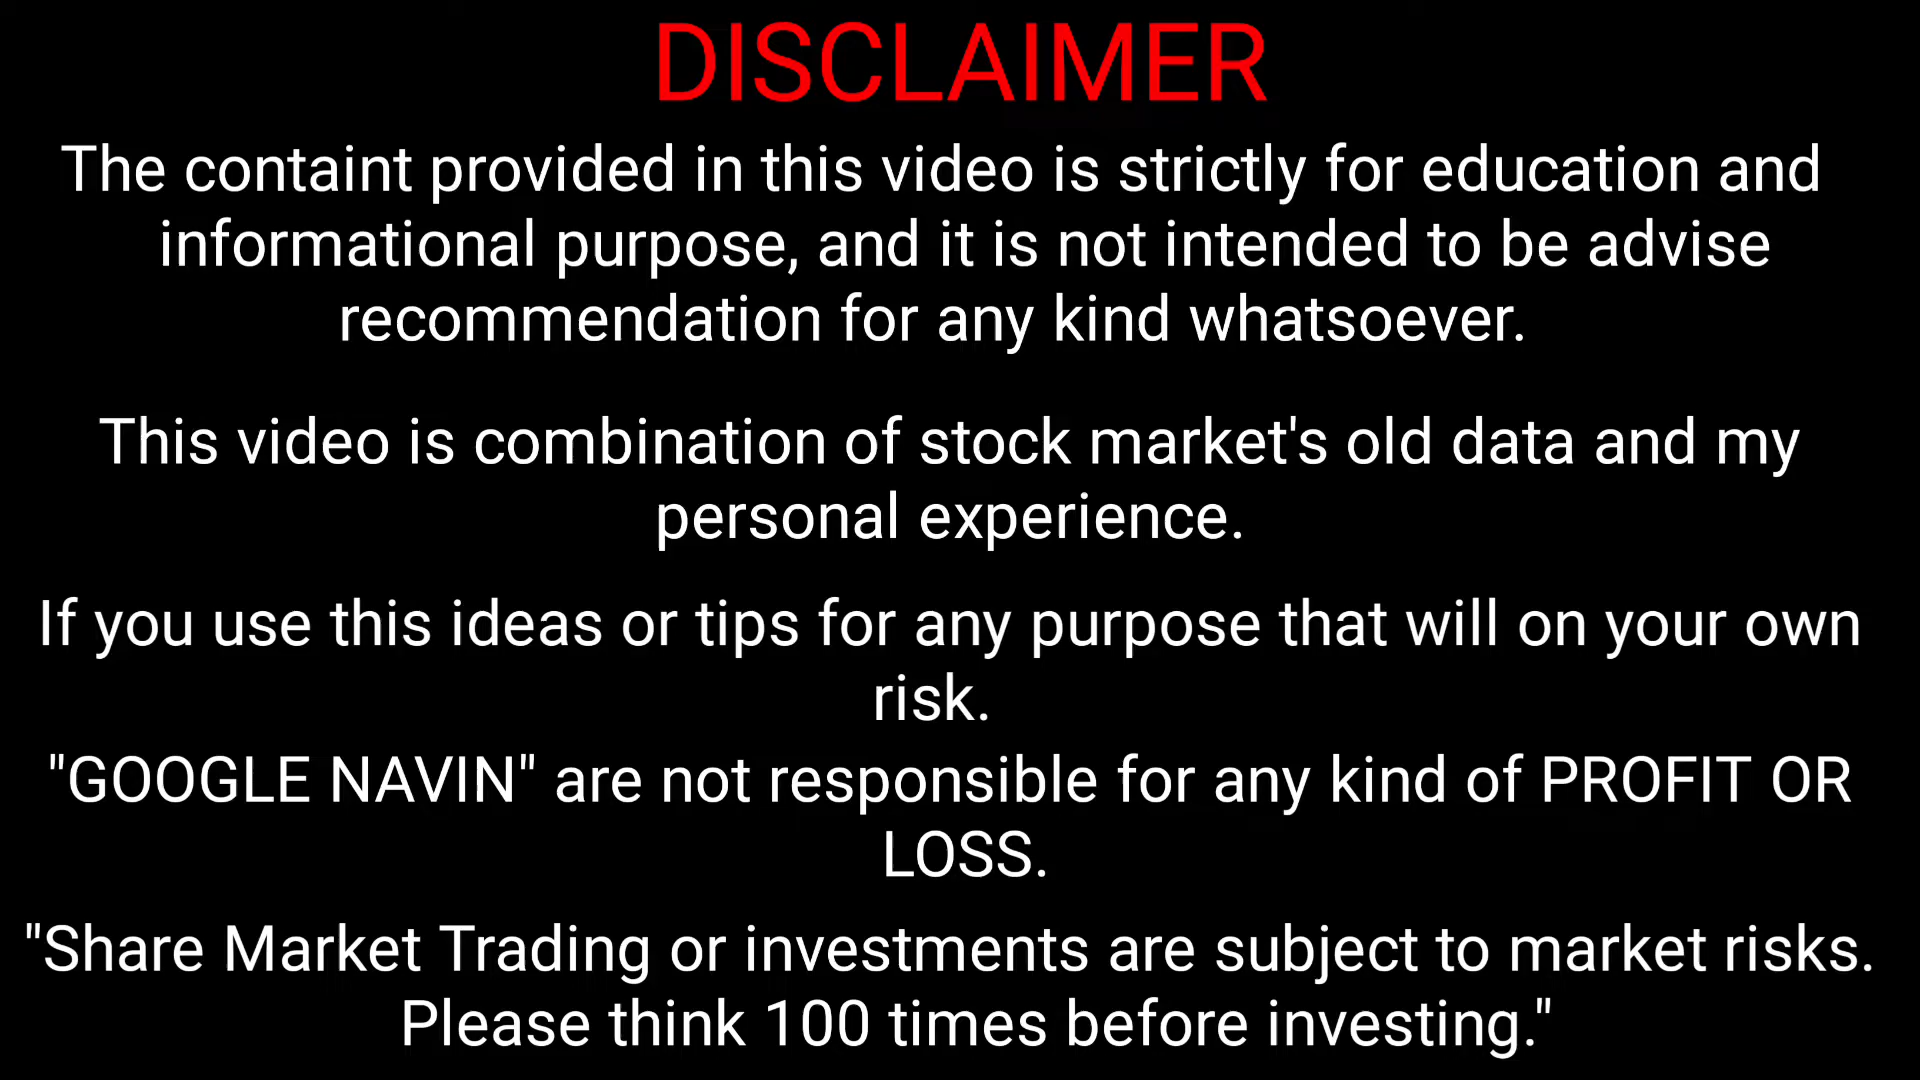 DISCLAIMER
The containt provided in this video is strictly for education and
informational purpose, and it is not intended to be advise
recommendation for any kind whatsoever.
This video is combination of stock market's old data and my
personal experience.
If you use this ideas or tips for any purpose that will on your own
risk.
"GOOGLE NAVIN" are not responsible for any kind of PROFIT OR
LOSS.
"Share Market Trading or investments are subject to market risks.
Please think 100 times before investing."